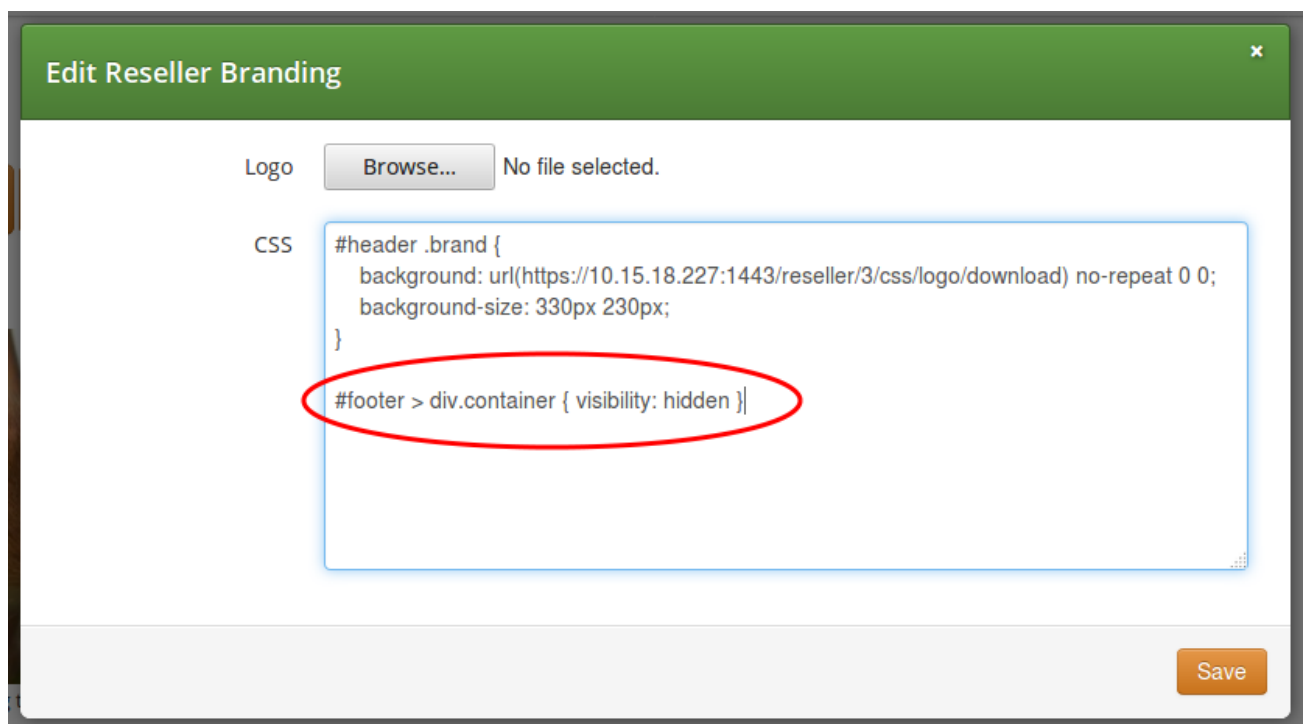 Edit Reseller Branding
×
Logo
Browse...
No file selected.
CSS
#header .brand {
    background: url(https://10.15.18.227:1443/reseller/3/css/logo/download) no-repeat 0 0;
    background-size: 330px 230px;
}
#footer > div.container { visibility: hidden }
Save